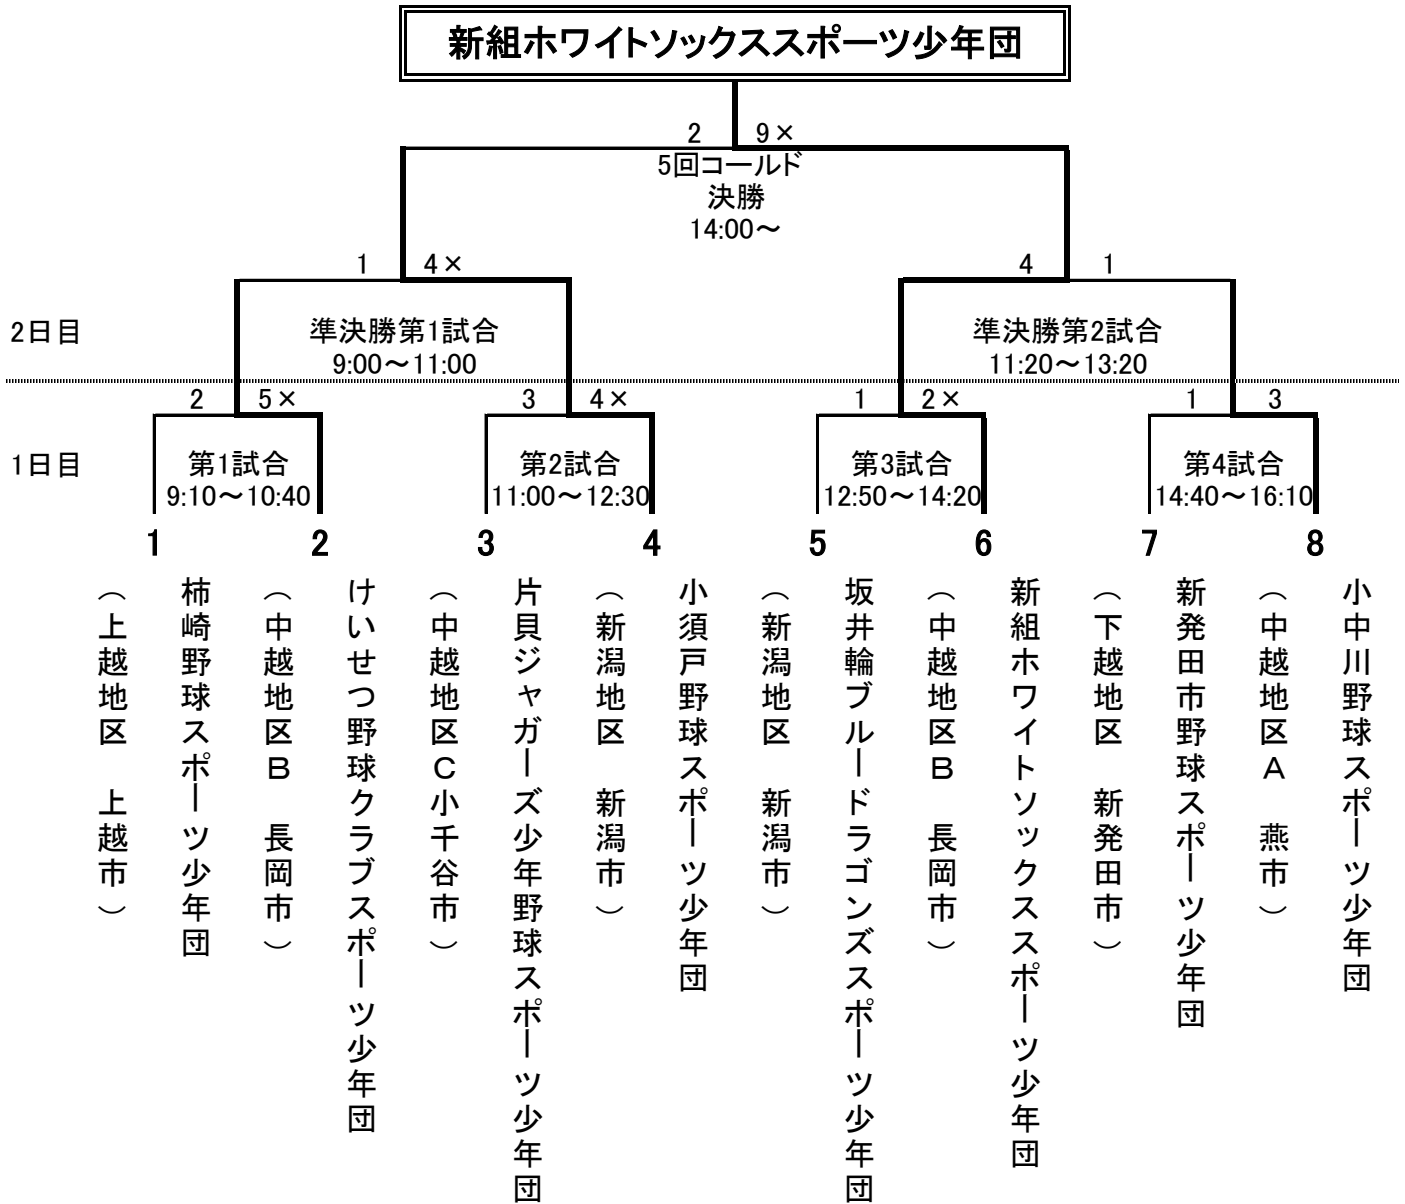 新組ホワイトソックススポーツ少年団
2 9×
5回コールド
決勝
14:00～
1 4×
4 1
2日目
準決勝第1試合
9:00～11:00
準決勝第2試合
11:20～13:20
2 5×
3 4×
1 2×
1 3
1日目
第1試合
9:10～10:40
第2試合
11:00～12:30
第3試合
12:50～14:20
第4試合
14:40～16:10
1
2
3
4
5
6
7
8
柿崎野球スポーツ少年団
（上越地区　上越市）
けいせつ野球クラブスポーツ少年団
（中越地区B　長岡市）
片貝ジャガーズ少年野球スポーツ少年団
（中越地区C小千谷市）
小須戸野球スポーツ少年団
（新潟地区　新潟市）
坂井輪ブルードラゴンズスポーツ少年団
（新潟地区　新潟市）
新組ホワイトソックススポーツ少年団
（中越地区B　長岡市）
新発田市野球スポーツ少年団
（下越地区　新発田市）
小中川野球スポーツ少年団
（中越地区A　燕市）